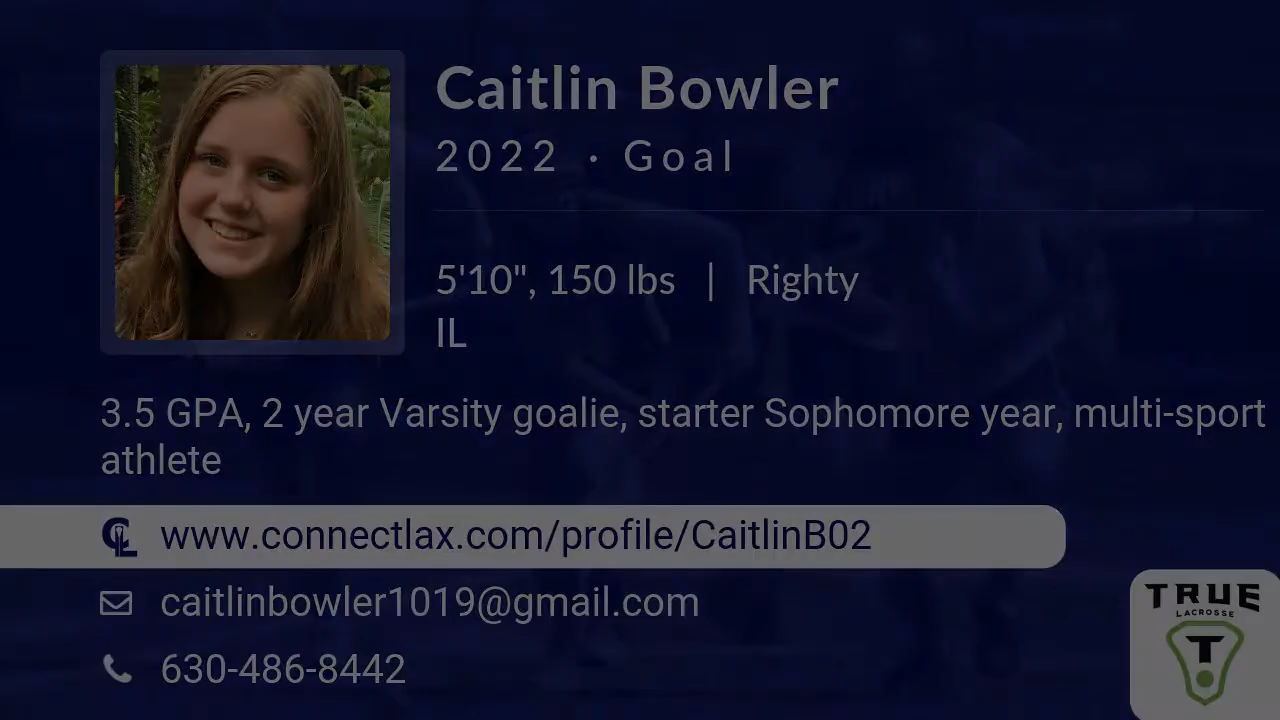 Caitlin Bowler
2022 · Goal
5'10", 150 lbs | Righty
IL
3.5 GPA, 2 year Varsity goalie, starter Sophomore year, multi-sport
athlete
www.connectlax.com/profile/CaitlinB02
caitlinbowler1019@gmail.com
630-486-8442
TRUE
LACROSSE
T